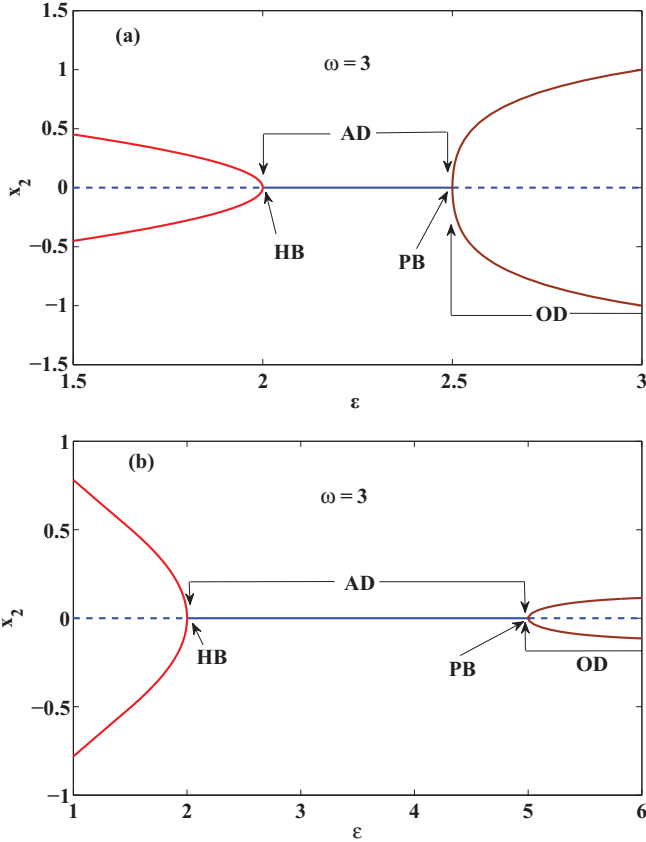 1.5
(a)
ω = 3
1
AD
0.5
x2
0
HB
PB
−0.5
−1
OD
−1.5
1.5 2 2.5 3
ε
1
(b)
ω = 3
0.5
AD
x2
0
HB
PB
OD
−0.5
−1
1 2 3 4 5 6
ε